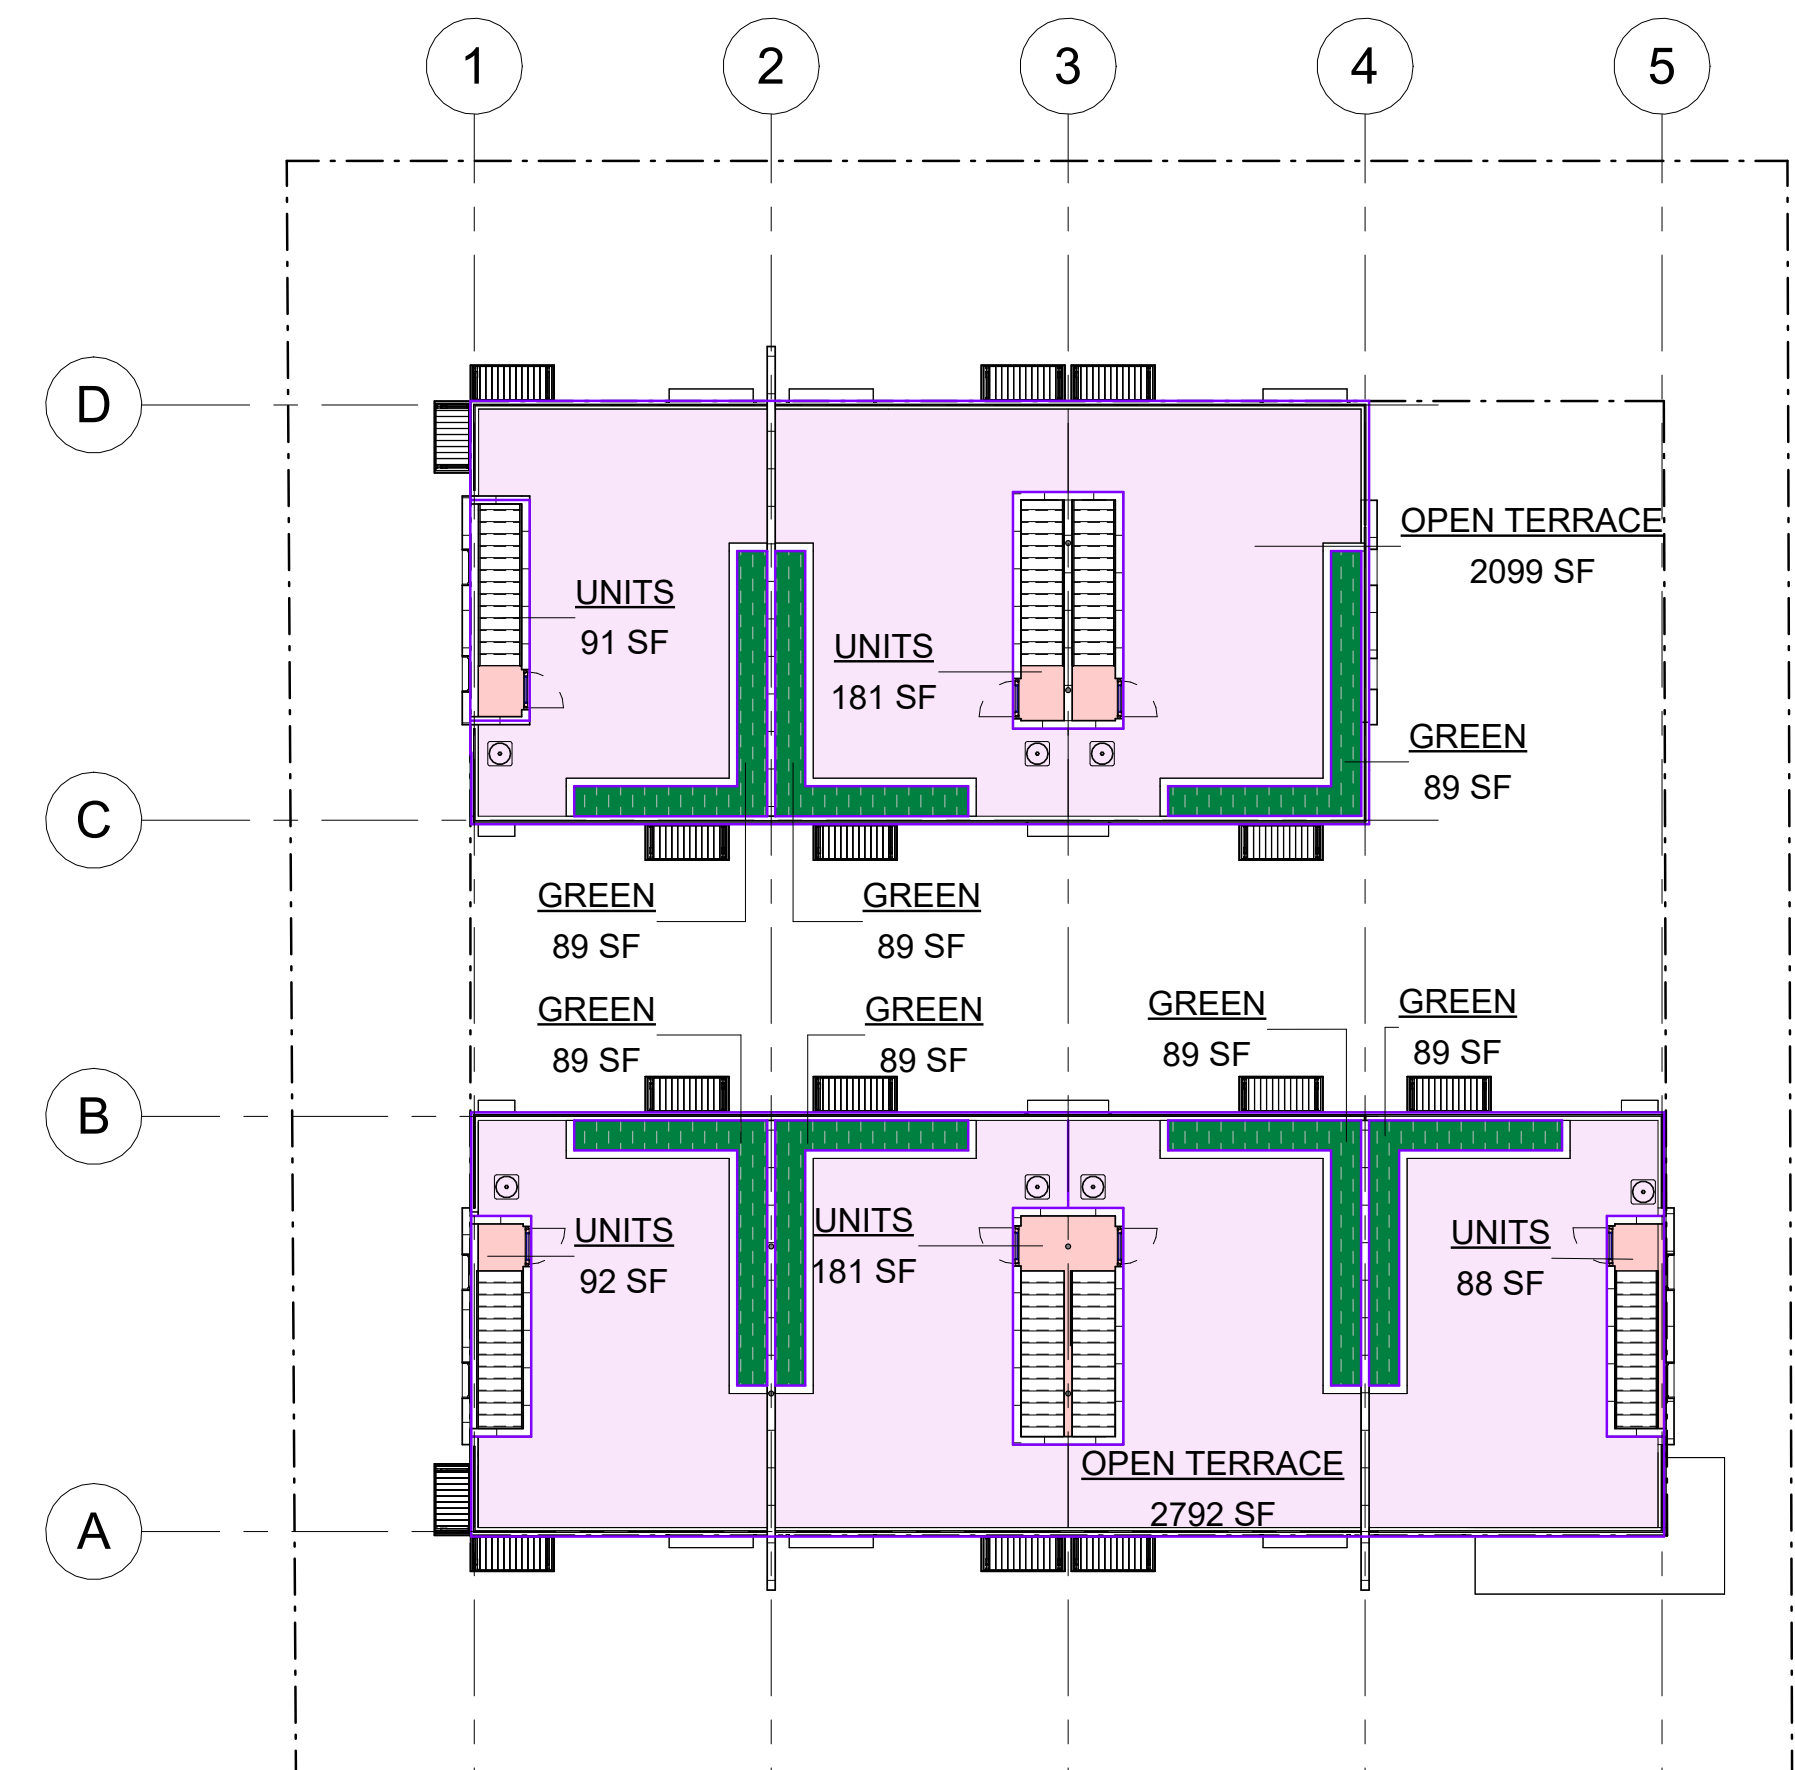 1
2
3
4
5
D
OPEN TERRACE
2099 SF
UNITS
91 SF
UNITS
181 SF
GREEN
89 SF
C
GREEN
89 SF
GREEN
89 SF
GREEN
89 SF
GREEN
89 SF
GREEN
89 SF
GREEN
89 SF
B
UNITS
92 SF
UNITS
181 SF
UNITS
88 SF
OPEN TERRACE
2792 SF
A